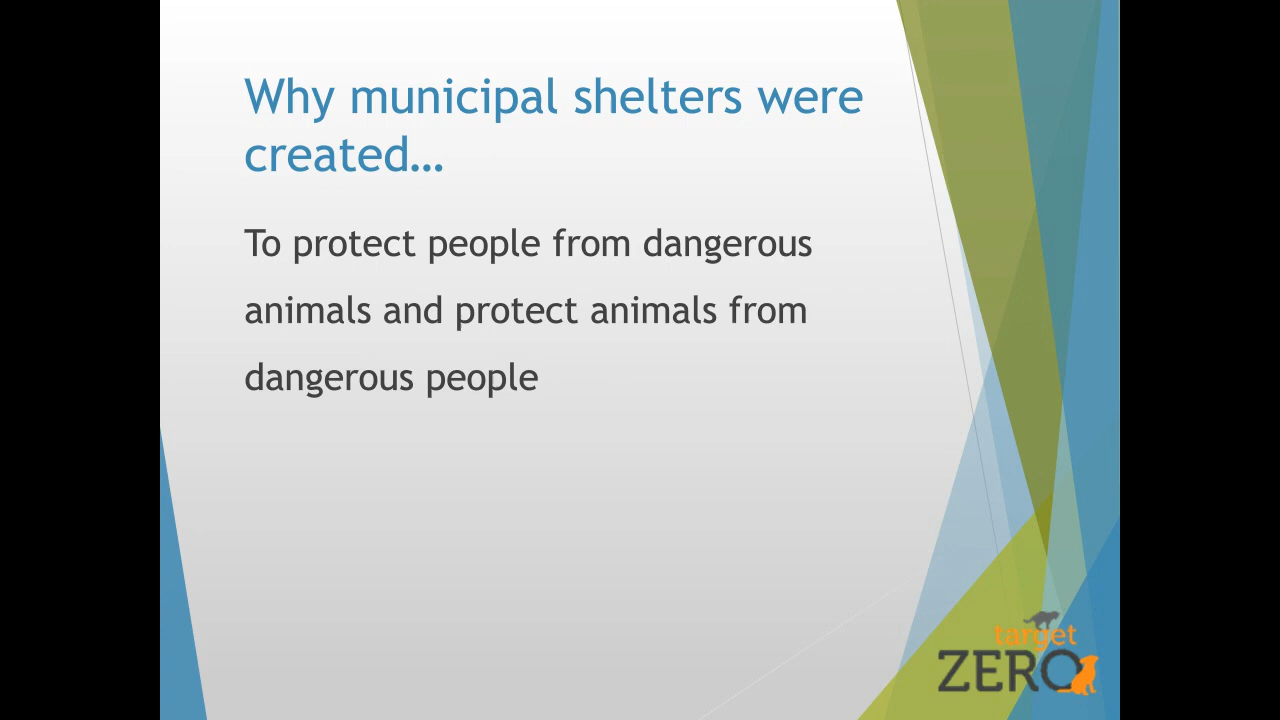 Why municipal shelters were
created…
To protect people from dangerous
animals and protect animals from
dangerous people
target
ZERO